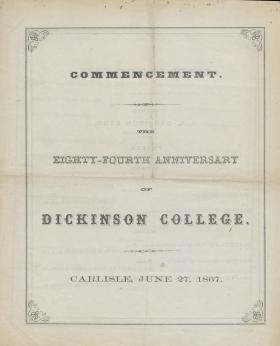 COMMENCEMENT.
THE
EIGHTY-FOURTH ANNIVERSARY
OF
DICKINSON COLLEGE.
CARLISLE, JUNE 27, 1867.